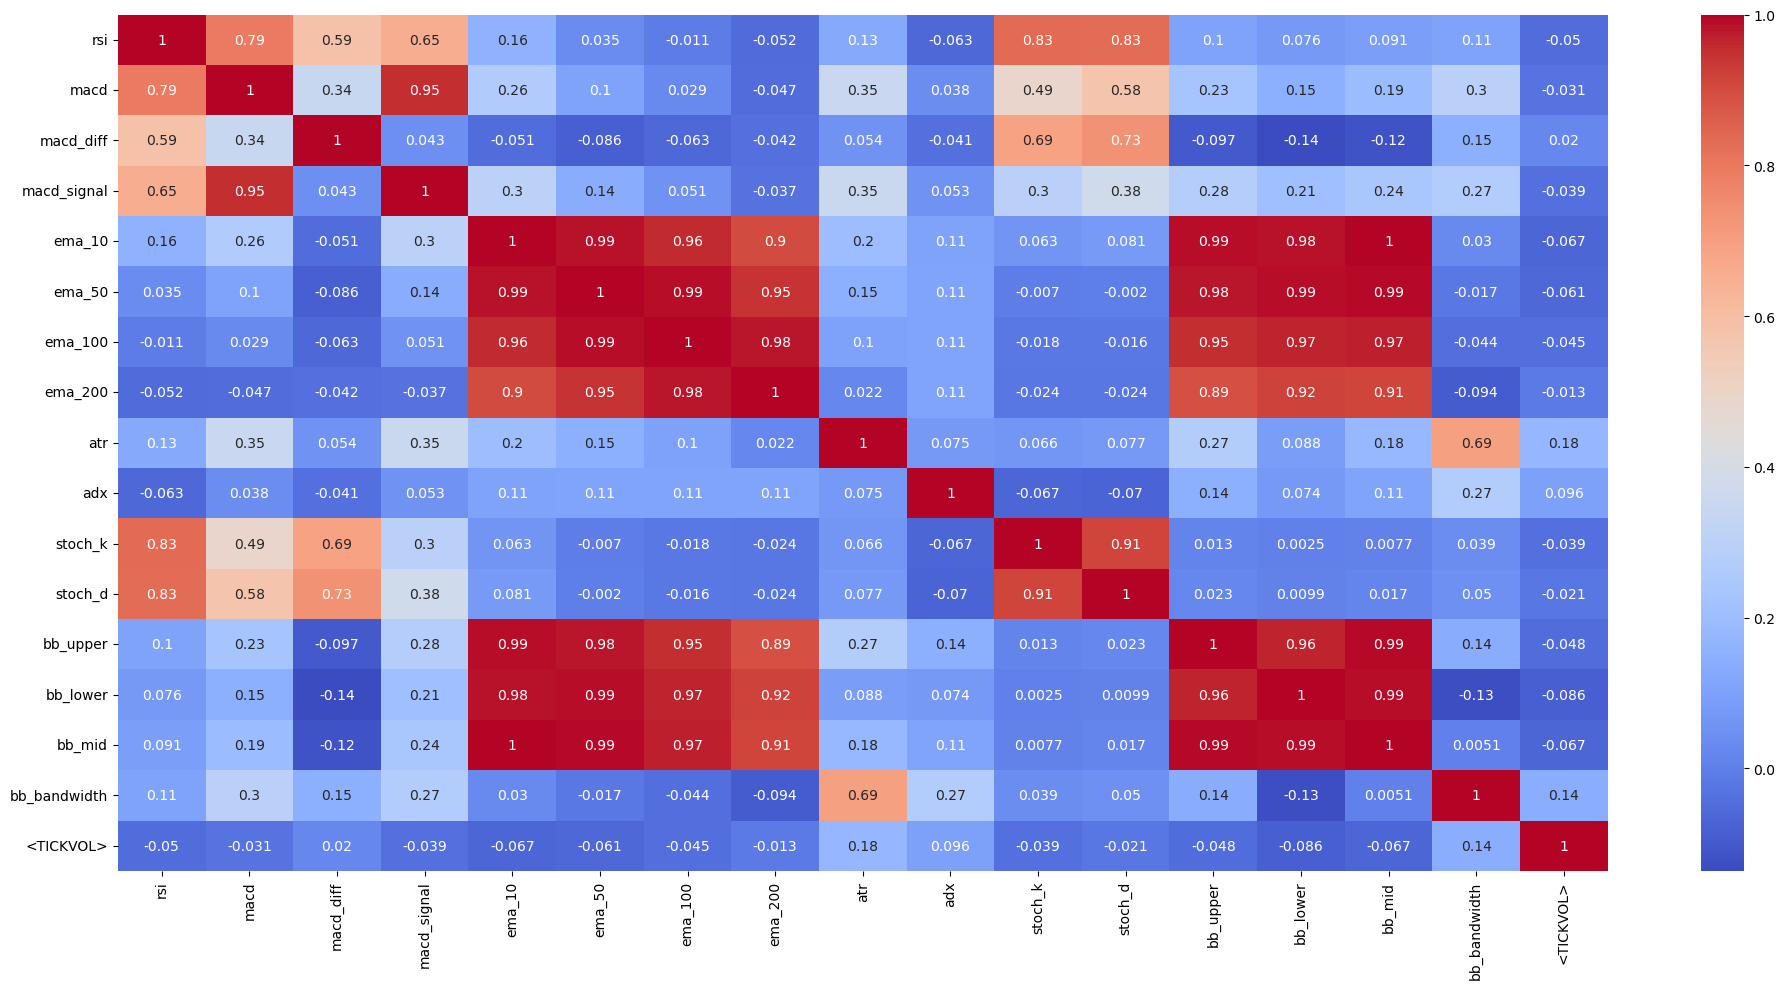 rsi 1 0.79 0.59 0.65 0.16 0.035 -0.011 -0.052 0.13 -0.063 0.83 0.83 0.1 0.076 0.091 0.11 -0.05
macd 0.79 1 0.34 0.95 0.26 0.1 0.029 -0.047 0.35 0.038 0.49 0.58 0.23 0.15 0.19 0.3 -0.031
macd_diff 0.59 0.34 1 0.043 -0.051 -0.086 -0.063 -0.042 0.054 -0.041 0.69 0.73 -0.097 -0.14 -0.12 0.15 0.02
macd_signal 0.65 0.95 0.043 1 0.3 0.14 0.051 -0.037 0.35 0.053 0.3 0.38 0.28 0.21 0.24 0.27 -0.039
ema_10 0.16 0.26 -0.051 0.3 1 0.99 0.96 0.9 0.2 0.11 0.063 0.081 0.99 0.98 1 0.03 -0.067
ema_50 0.035 0.1 -0.086 0.14 0.99 1 0.99 0.95 0.15 0.11 -0.007 -0.002 0.98 0.99 0.99 -0.017 -0.061
ema_100 -0.011 0.029 -0.063 0.051 0.96 0.99 1 0.98 0.1 0.11 -0.018 -0.016 0.95 0.97 0.97 -0.044 -0.045
ema_200 -0.052 -0.047 -0.042 -0.037 0.9 0.95 0.98 1 0.022 0.11 -0.024 -0.024 0.89 0.92 0.91 -0.094 -0.013
atr 0.13 0.35 0.054 0.35 0.2 0.15 0.1 0.022 1 0.075 0.066 0.077 0.27 0.088 0.18 0.69 0.18
adx -0.063 0.038 -0.041 0.053 0.11 0.11 0.11 0.11 0.075 1 -0.067 -0.07 0.14 0.074 0.11 0.27 0.096
stoch_k 0.83 0.49 0.69 0.3 0.063 -0.007 -0.018 -0.024 0.066 -0.067 1 0.91 0.013 0.0025 0.0077 0.039 -0.039
stoch_d 0.83 0.58 0.73 0.38 0.081 -0.002 -0.016 -0.024 0.077 -0.07 0.91 1 0.023 0.0099 0.017 0.05 -0.021
bb_upper 0.1 0.23 -0.097 0.28 0.99 0.98 0.95 0.89 0.27 0.14 0.013 0.023 1 0.96 0.99 0.14 -0.048
bb_lower 0.076 0.15 -0.14 0.21 0.98 0.99 0.97 0.92 0.088 0.074 0.0025 0.0099 0.96 1 0.99 -0.13 -0.086
bb_mid 0.091 0.19 -0.12 0.24 1 0.99 0.97 0.91 0.18 0.11 0.0077 0.017 0.99 0.99 1 0.0051 -0.067
bb_bandwidth 0.11 0.3 0.15 0.27 0.03 -0.017 -0.044 -0.094 0.69 0.27 0.039 0.05 0.14 -0.13 0.0051 1 0.14
<TICKVOL> -0.05 -0.031 0.02 -0.039 -0.067 -0.061 -0.045 -0.013 0.18 0.096 -0.039 -0.021 -0.048 -0.086 -0.067 0.14 1
rsi
macd
macd_diff
macd_signal
ema_10
ema_50
ema_100
ema_200
atr
adx
stoch_k
stoch_d
bb_upper
bb_lower
bb_mid
bb_bandwidth
<TICKVOL>
1.0
0.8
0.6
0.4
0.2
0.0